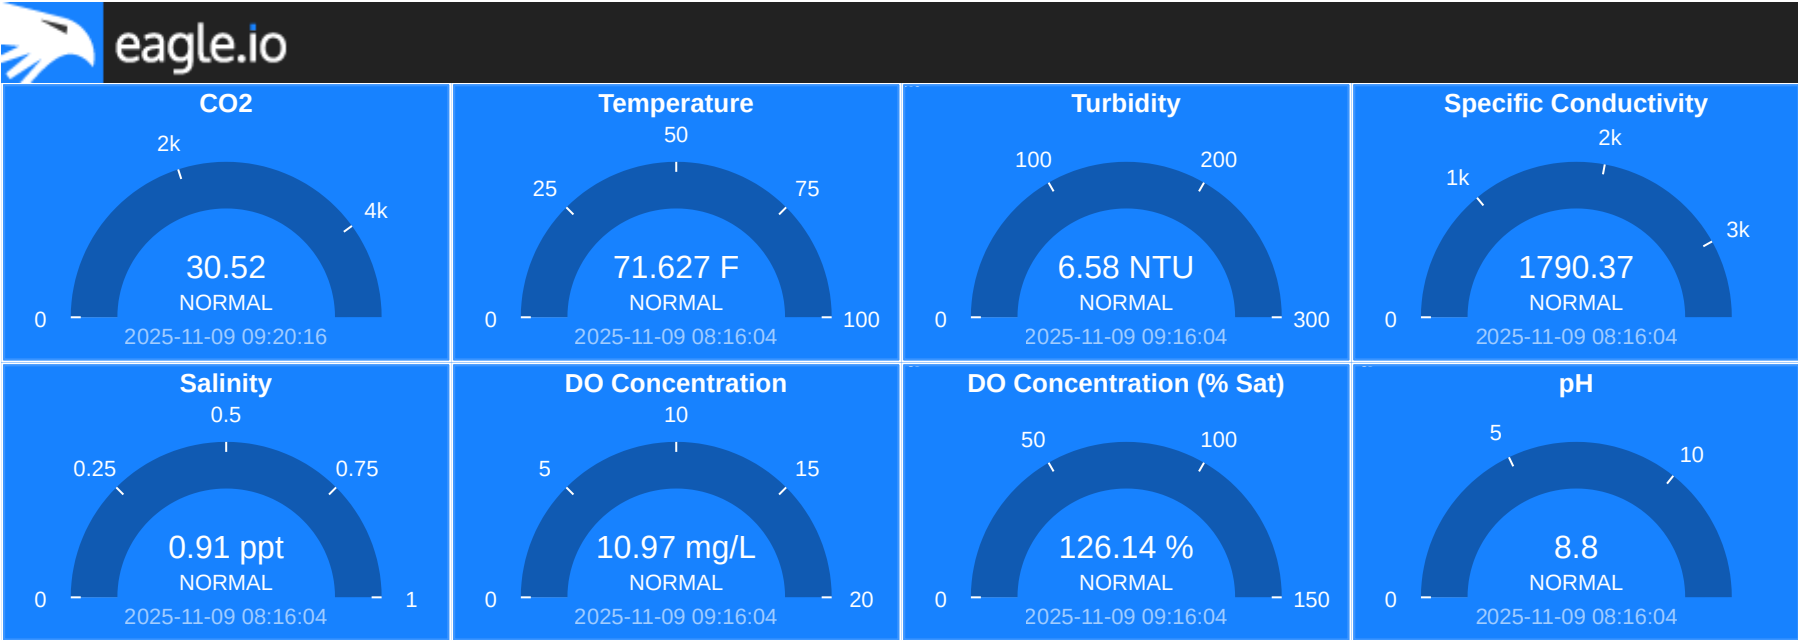 eagle.io
CO2
2k
4k
30.52
NORMAL
0
2025-11-09 09:20:16
Temperature
50
25
75
71.627 F
NORMAL
0
100
2025-11-09 08:16:04
Turbidity
100
200
6.58 NTU
NORMAL
0
300
2025-11-09 09:16:04
Specific Conductivity
2k
1k
3k
1790.37
NORMAL
0
2025-11-09 08:16:04
Salinity
0.5
0.25
0.75
0.91 ppt
NORMAL
0
1
2025-11-09 08:16:04
DO Concentration
10
5
15
10.97 mg/L
NORMAL
0
20
2025-11-09 09:16:04
DO Concentration (% Sat)
50
100
126.14 %
NORMAL
0
150
2025-11-09 09:16:04
pH
5
10
8.8
NORMAL
0
2025-11-09 08:16:04